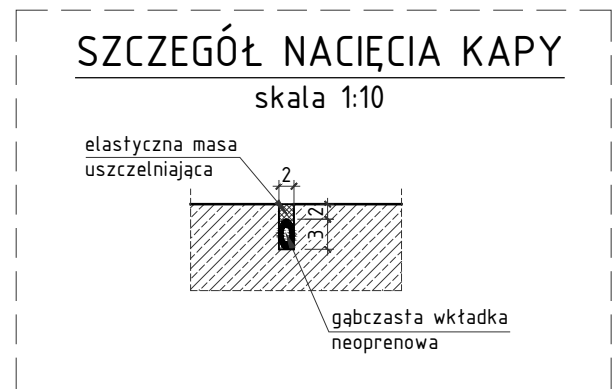 SZCZEGÓŁ NACIĘCIA KAPY
skala 1:10
elastyczna masa
uszczelniająca
2
2
3
gąbczasta wkładka
neoprenowa